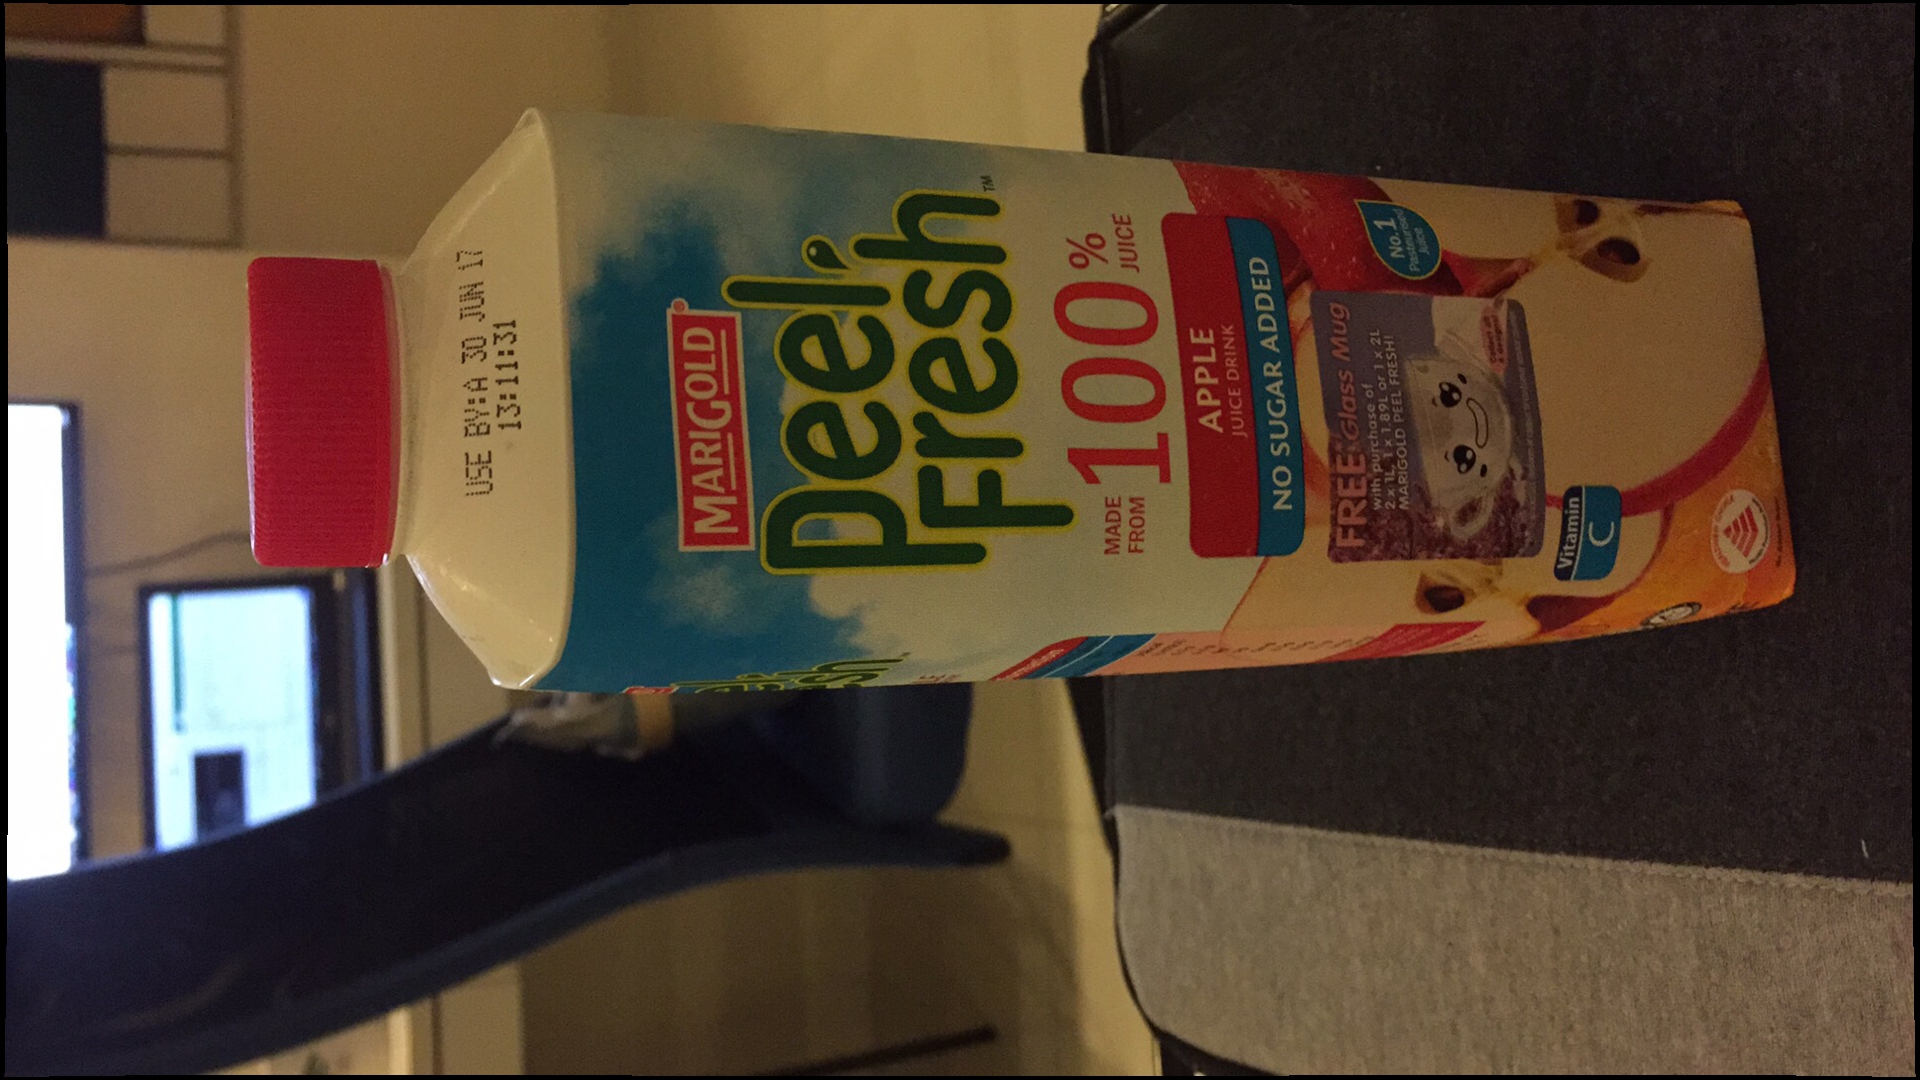 USE BY:A 30 JUN 17
13:11:31
MARIGOLD®
Peel
Fresh™
MADE
FROM
100%
JUICE
APPLE
JUICE DRINK
NO SUGAR ADDED
No.1
Pasteurised
Juice
FREE Glass Mug
with purchase of
2 x 1L, 1 x 1.89L or 1 x 2L
MARIGOLD PEEL FRESH!
Vitamin
C